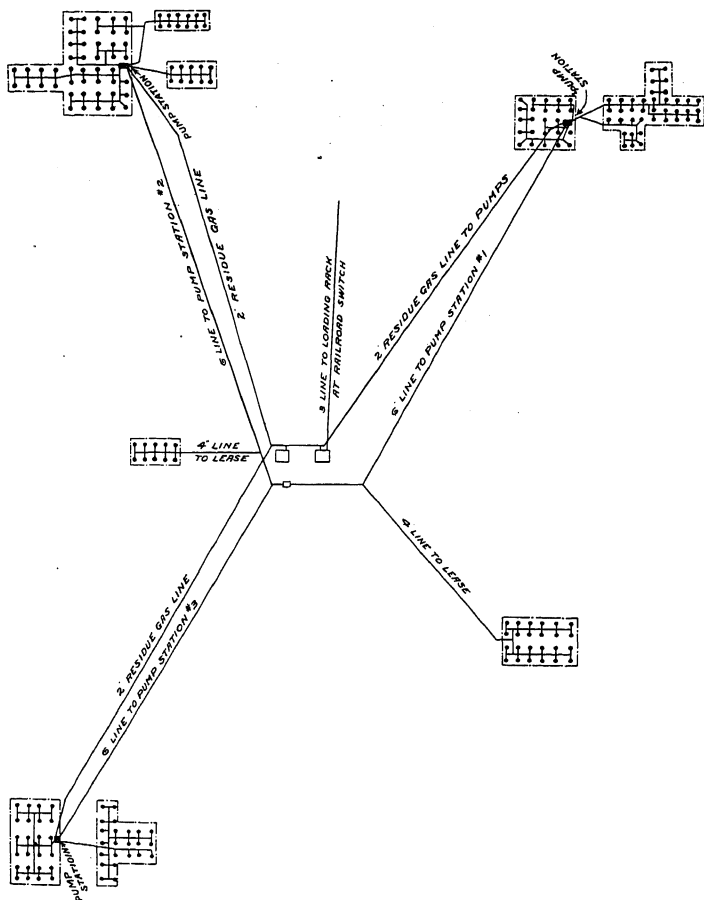 PUMP STATION
PUMP
STATION
6 LINE TO PUMP STATION #2
2" RESIDUE GAS LINE
3 LINE TO LOADING RACK
AT RAILROAD SWITCH
2" RESIDUE GAS LINE TO PUMPS
6" LINE TO PUMP STATION #1
4" LINE
TO LEASE
4 LINE TO LEASE
2" RESIDUE GAS LINE
6 LINE TO PUMP STATION #3
PUMP
STATION